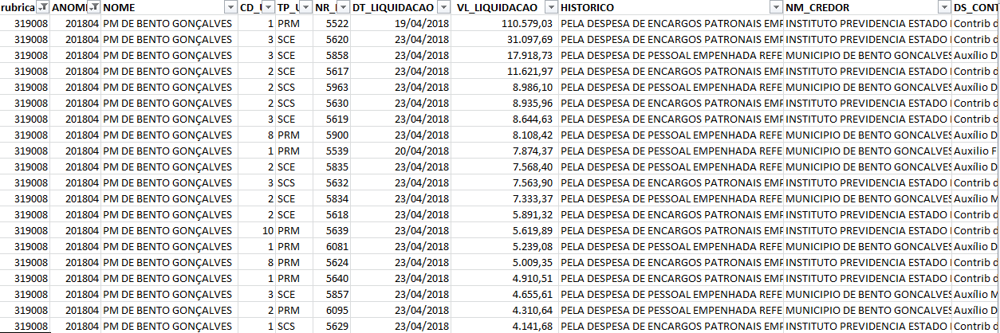 rubrica ANOM NOME CD_ TP_ NR_ DT_LIQUIDACAO VL_LIQUIDACAO HISTORICO NM_CREDOR DS_CONT
319008 201804 PM DE BENTO GONÇALVES 1 PRM 5522 19/04/2018 110.579,03 PELA DESPESA DE ENCARGOS PATRONAIS EMP INSTITUTO PREVIDENCIA ESTADO Contrib d
319008 201804 PM DE BENTO GONÇALVES 3 SCE 5620 23/04/2018 31.097,69 PELA DESPESA DE ENCARGOS PATRONAIS EMP INSTITUTO PREVIDENCIA ESTADO Contrib d
319008 201804 PM DE BENTO GONÇALVES 3 SCE 5858 23/04/2018 17.918,73 PELA DESPESA DE PESSOAL EMPENHADA REFE MUNICIPIO DE BENTO GONCALVES Auxílio D
319008 201804 PM DE BENTO GONÇALVES 2 SCE 5617 23/04/2018 11.621,97 PELA DESPESA DE ENCARGOS PATRONAIS EMP INSTITUTO PREVIDENCIA ESTADO Contrib d
319008 201804 PM DE BENTO GONÇALVES 2 SCS 5963 23/04/2018 8.986,10 PELA DESPESA DE PESSOAL EMPENHADA REFE MUNICIPIO DE BENTO GONCALVES Auxílio D
319008 201804 PM DE BENTO GONÇALVES 2 SCS 5630 23/04/2018 8.935,96 PELA DESPESA DE ENCARGOS PATRONAIS EMP INSTITUTO PREVIDENCIA ESTADO Contrib d
319008 201804 PM DE BENTO GONÇALVES 3 SCE 5619 23/04/2018 8.644,63 PELA DESPESA DE ENCARGOS PATRONAIS EMP INSTITUTO PREVIDENCIA ESTADO Contrib d
319008 201804 PM DE BENTO GONÇALVES 8 PRM 5900 23/04/2018 8.108,42 PELA DESPESA DE PESSOAL EMPENHADA REFE MUNICIPIO DE BENTO GONCALVES Auxílio D
319008 201804 PM DE BENTO GONÇALVES 1 PRM 5539 20/04/2018 7.874,37 PELA DESPESA DE PESSOAL EMPENHADA REFE MUNICIPIO DE BENTO GONCALVES Auxilio F
319008 201804 PM DE BENTO GONÇALVES 2 SCE 5835 23/04/2018 7.568,40 PELA DESPESA DE PESSOAL EMPENHADA REFE MUNICIPIO DE BENTO GONCALVES Auxílio D
319008 201804 PM DE BENTO GONÇALVES 3 SCS 5632 23/04/2018 7.563,90 PELA DESPESA DE ENCARGOS PATRONAIS EMP INSTITUTO PREVIDENCIA ESTADO Contrib d
319008 201804 PM DE BENTO GONÇALVES 2 SCE 5834 23/04/2018 7.333,37 PELA DESPESA DE PESSOAL EMPENHADA REFE MUNICIPIO DE BENTO GONCALVES Auxílio M
319008 201804 PM DE BENTO GONÇALVES 2 SCE 5618 23/04/2018 5.891,32 PELA DESPESA DE ENCARGOS PATRONAIS EMP INSTITUTO PREVIDENCIA ESTADO Contrib d
319008 201804 PM DE BENTO GONÇALVES 10 PRM 5639 23/04/2018 5.619,89 PELA DESPESA DE ENCARGOS PATRONAIS EMP INSTITUTO PREVIDENCIA ESTADO Contrib d
319008 201804 PM DE BENTO GONÇALVES 1 PRM 6081 23/04/2018 5.239,08 PELA DESPESA DE PESSOAL EMPENHADA REFE MUNICIPIO DE BENTO GONCALVES Auxílio D
319008 201804 PM DE BENTO GONÇALVES 8 PRM 5624 23/04/2018 5.009,35 PELA DESPESA DE ENCARGOS PATRONAIS EMP INSTITUTO PREVIDENCIA ESTADO Contrib d
319008 201804 PM DE BENTO GONÇALVES 1 PRM 5640 23/04/2018 4.910,51 PELA DESPESA DE ENCARGOS PATRONAIS EMP INSTITUTO PREVIDENCIA ESTADO Contrib d
319008 201804 PM DE BENTO GONÇALVES 3 SCE 5857 23/04/2018 4.655,61 PELA DESPESA DE PESSOAL EMPENHADA REFE MUNICIPIO DE BENTO GONCALVES Auxílio M
319008 201804 PM DE BENTO GONÇALVES 2 PRM 6095 23/04/2018 4.310,64 PELA DESPESA DE PESSOAL EMPENHADA REFE MUNICIPIO DE BENTO GONCALVES Auxílio D
319008 201804 PM DE BENTO GONÇALVES 1 SCS 5629 23/04/2018 4.141,68 PELA DESPESA DE ENCARGOS PATRONAIS EMP INSTITUTO PREVIDENCIA ESTADO Contrib d